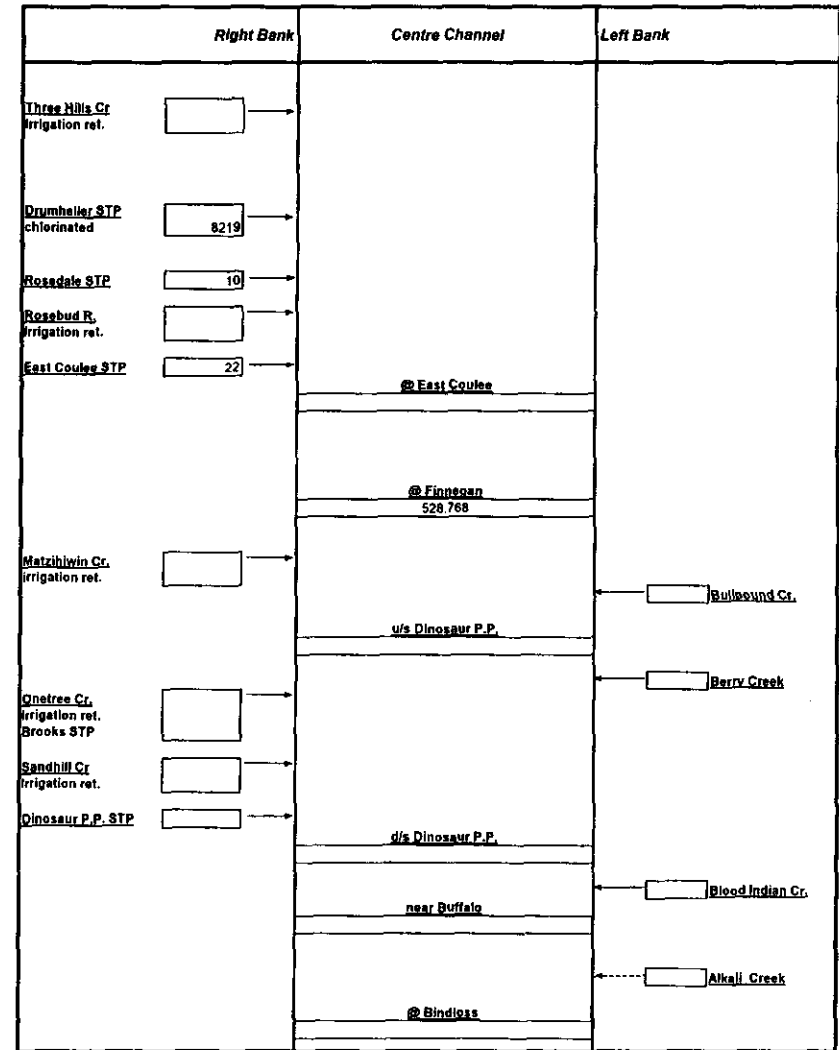 Right Bank
Centre Channel
Left Bank
Three Hills Cr
Irrigation ret.
Drumheller STP
chlorinated
8219
Rosedale STP
10
Rosebud R.
Irrigation ret.
East Coulee STP
22
@ East Coulee
@ Finnegan
528,768
Matzihiwin Cr.
irrigation ret.
Bullpound Cr.
u/s Dinosaur P.P.
Berry Creek
Onetree Cr.
irrigation ret.
Brooks STP
Sandhill Cr
Irrigation ret.
Dinosaur P.P. STP
d/s Dinosaur P.P.
Blood Indian Cr.
near Buffalo
Alkali Creek
@ Bindloss